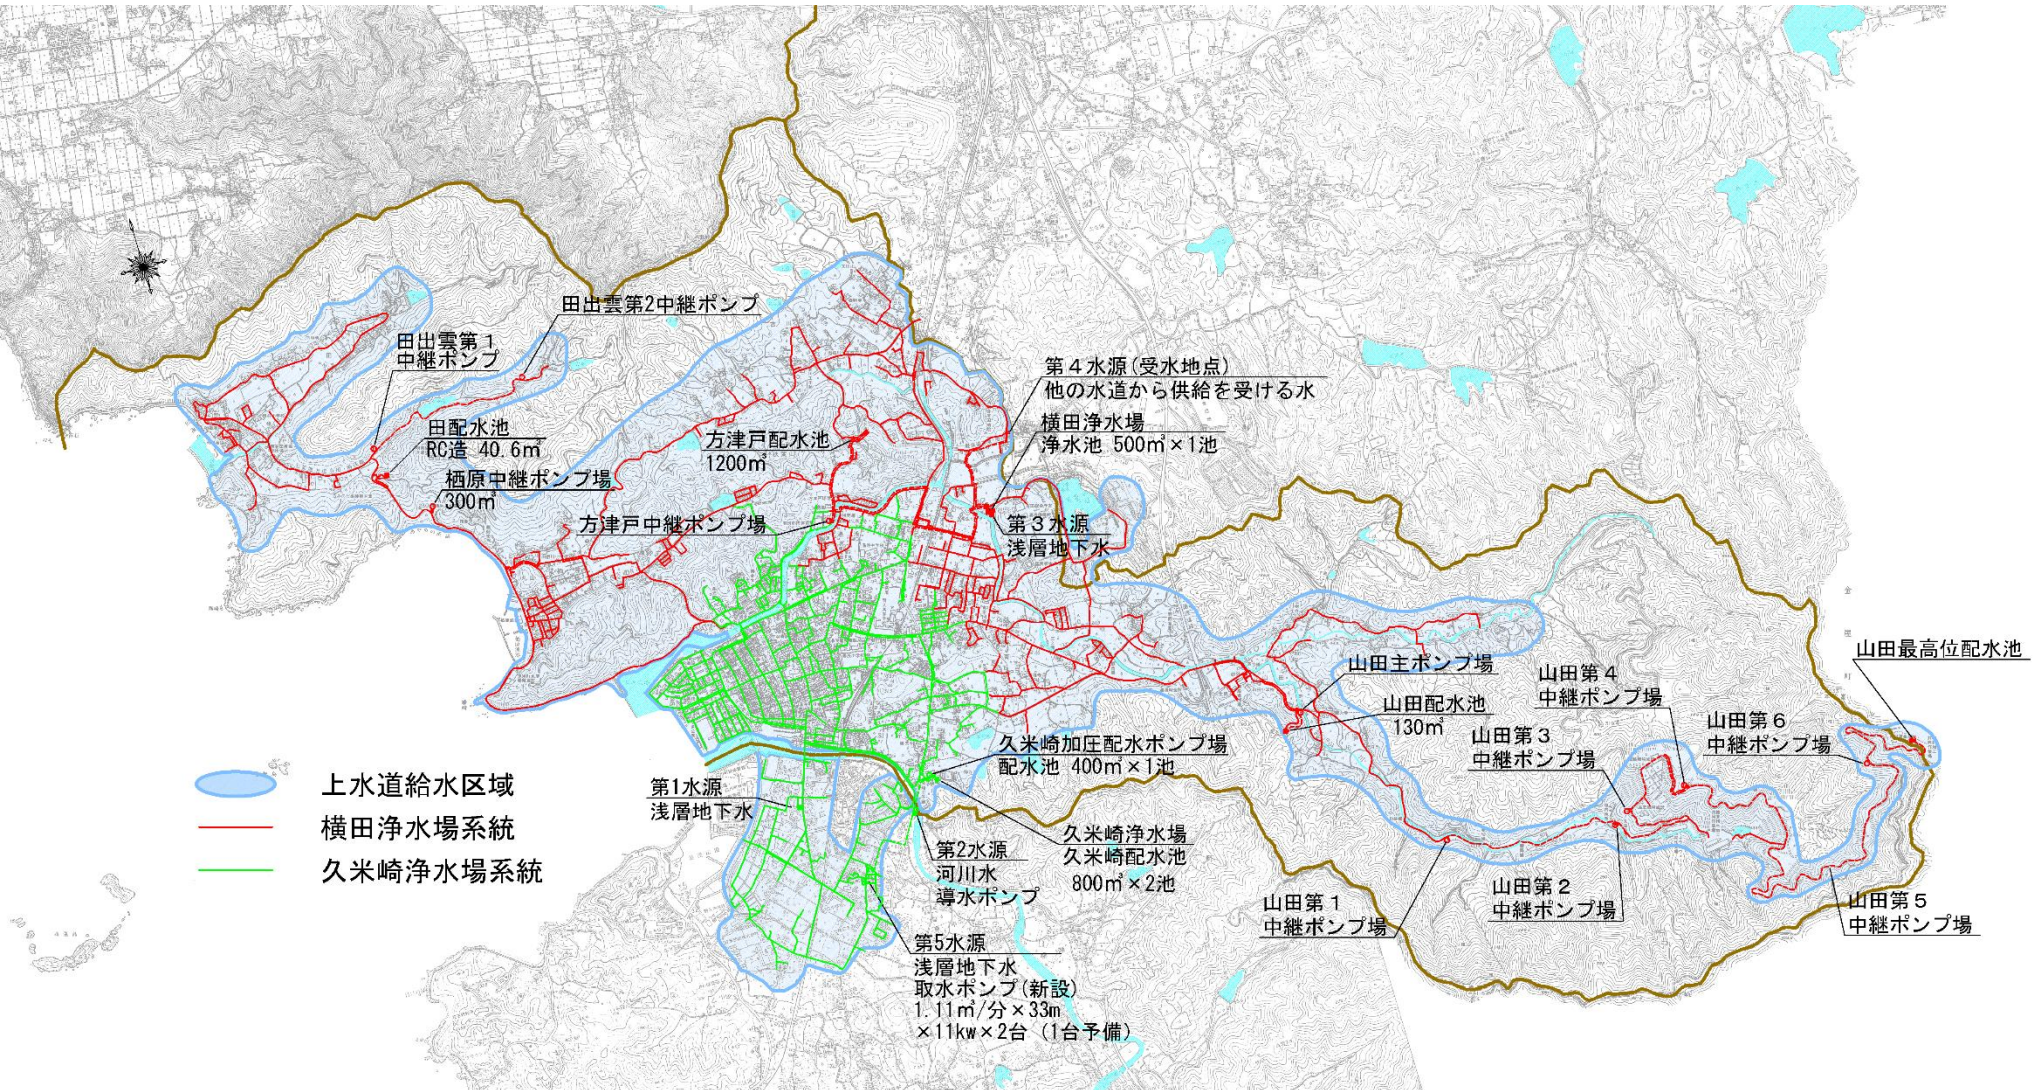 田出雲第2中継ポンプ
田出雲第１
中継ポンプ
田配水池
RC造 40.6㎥
栖原中継ポンプ場
300㎥
方津戸配水池
1200㎥
方津戸中継ポンプ場
第４水源(受水地点)
他の水道から供給を受ける水
横田浄水場
浄水池 500㎥×1池
第３水源
浅層地下水
山田主ポンプ場
山田配水池
130㎥
山田第４
中継ポンプ場
山田第３
中継ポンプ場
山田最高位配水池
山田第６
中継ポンプ場
久米崎加圧配水ポンプ場
配水池 400㎥×1池
第1水源
浅層地下水
上水道給水区域
横田浄水場系統
久米崎浄水場系統
第2水源
河川水
導水ポンプ
久米崎浄水場
久米崎配水池
800㎥×2池
山田第１
中継ポンプ場
山田第２
中継ポンプ場
山田第５
中継ポンプ場
第5水源
浅層地下水
取水ポンプ(新設)
1.11㎥/分×33m
×11kw×2台 (1台予備)